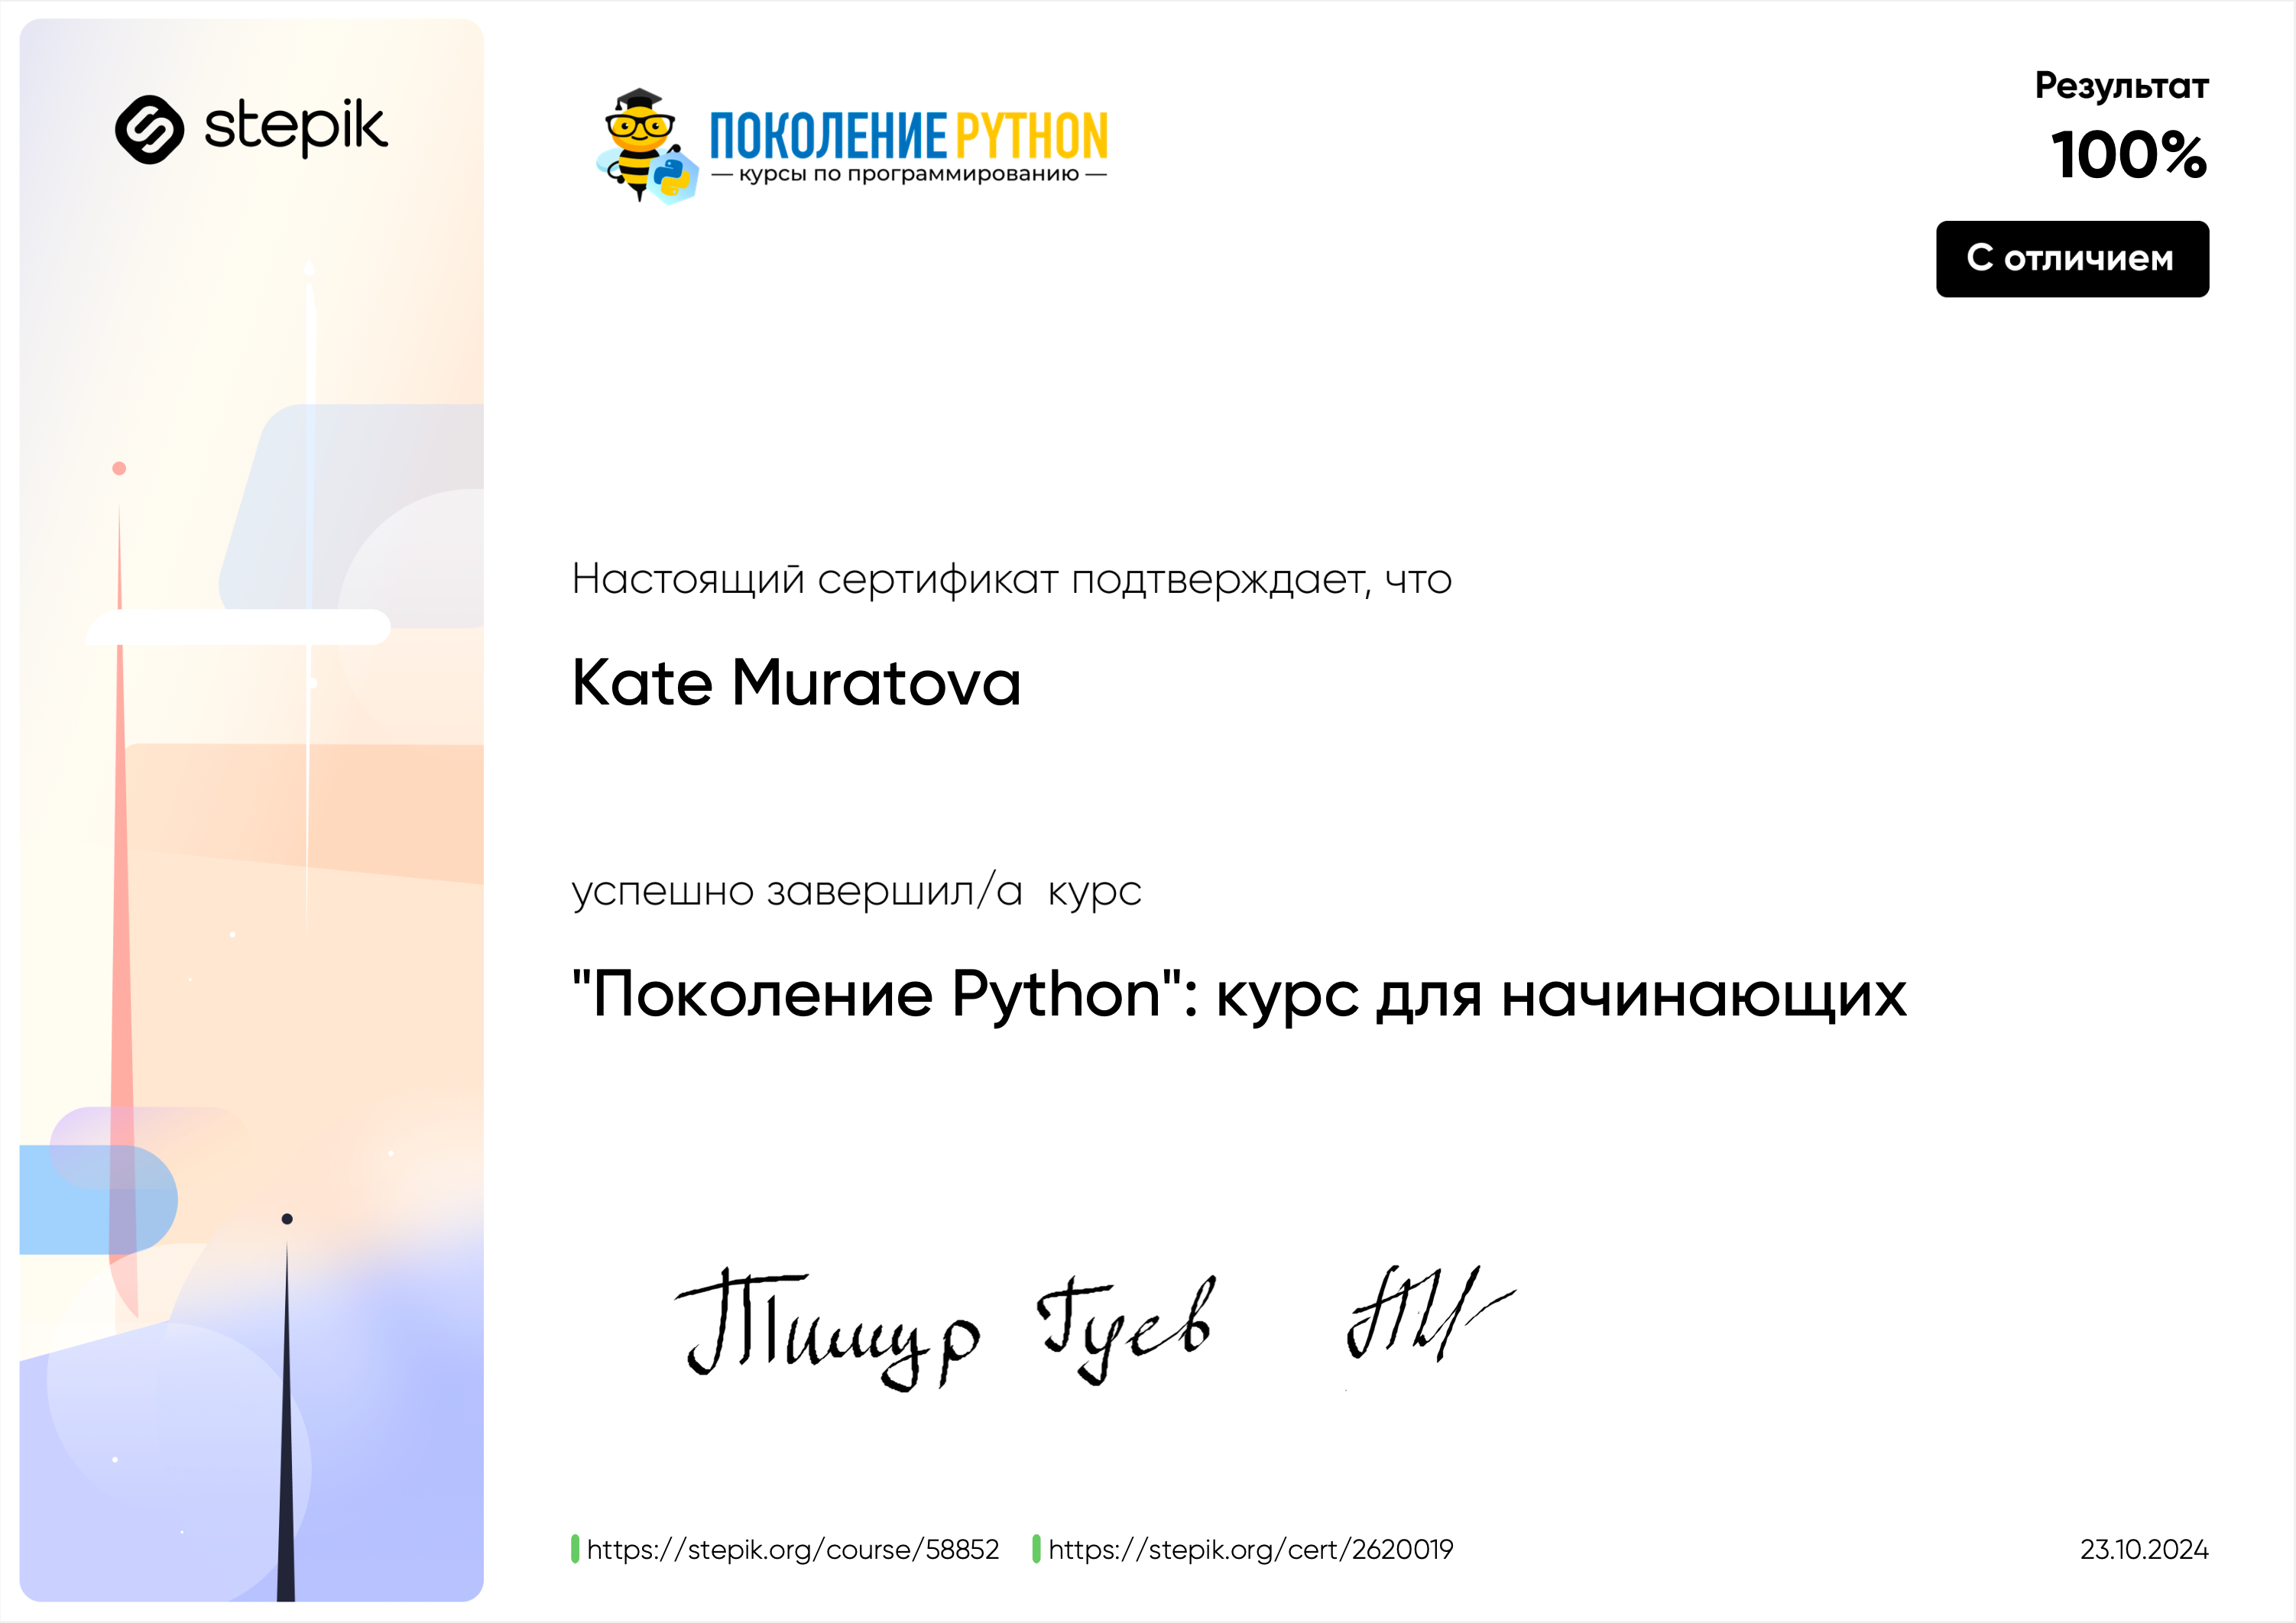 stepik
ПОКОЛЕНИЕ PYTHON
— курсы по программированию —
Результат
100%
С отличием
Настоящий сертификат подтверждает, что
Kate Muratova
успешно завершил/а курс
"Поколение Python": курс для начинающих
Тимур Гуев
https://stepik.org/course/58852
https://stepik.org/cert/2620019
23.10.2024